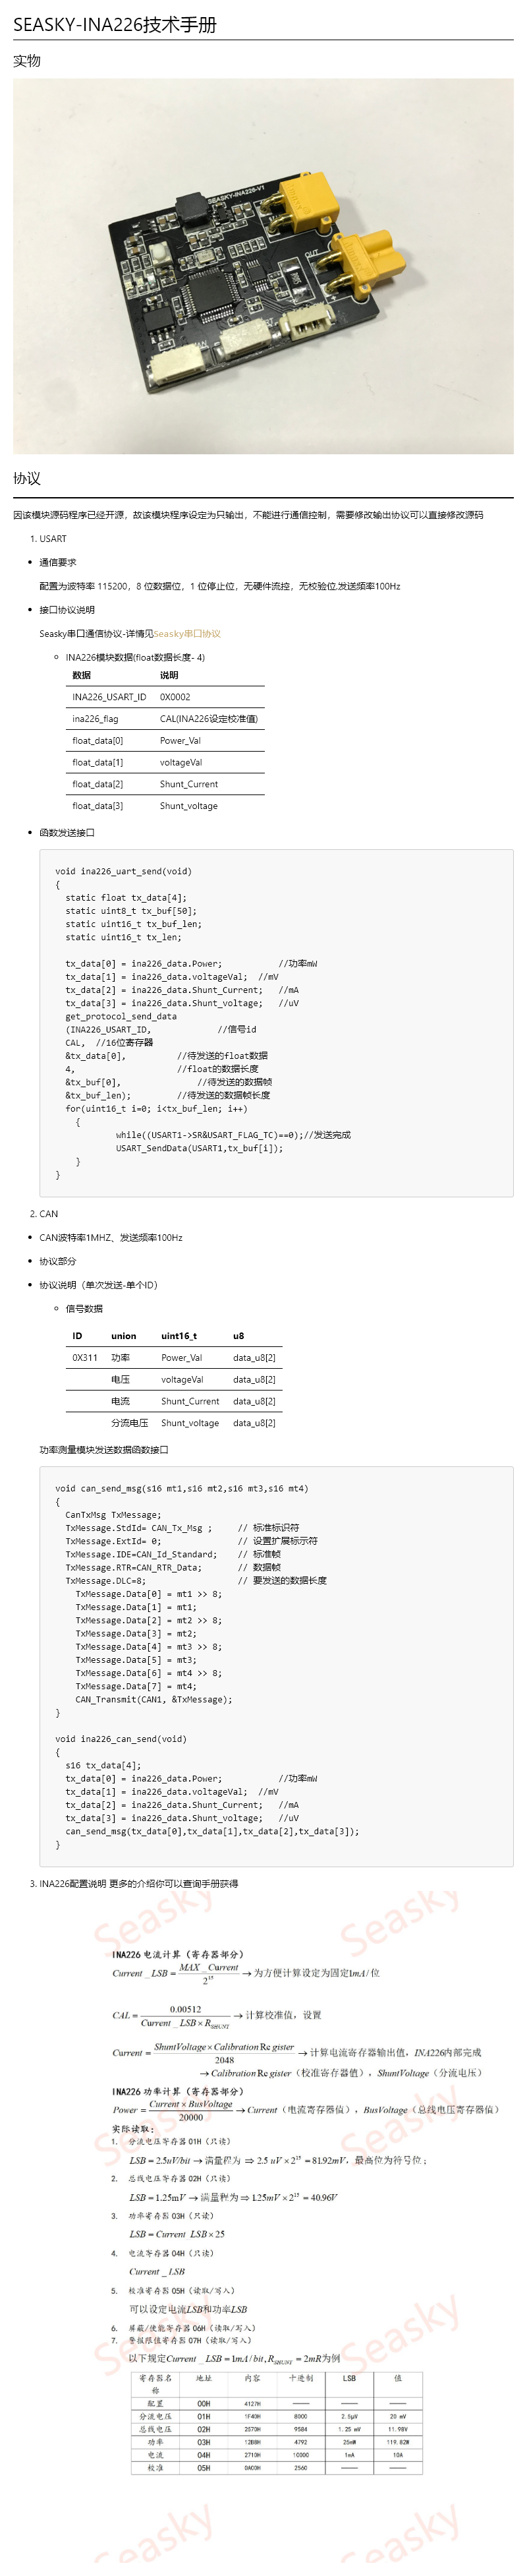 SEASKY-INA226技术手册
实物
SEASKY-INA226-V1
OUT
协议
因该模块源码程序已经开源，故该模块程序设定为只输出，不能进行通信控制，需要修改输出协议可以直接修改源码
1. USART
• 通信要求
配置为波特率 115200，8 位数据位，1 位停止位，无硬件流控，无校验位,发送频率100Hz
• 接口协议说明
Seasky串口通信协议-详情见Seasky串口协议
◦ INA226模块数据(float数据长度- 4)
数据 说明
INA226_USART_ID 0X0002
ina226_flag CAL(INA226设定校准值)
float_data[0] Power_Val
float_data[1] voltageVal
float_data[2] Shunt_Current
float_data[3] Shunt_voltage
• 函数发送接口
void ina226_uart_send(void)
{
static float tx_data[4];
static uint8_t tx_buf[50];
static uint16_t tx_buf_len;
static uint16_t tx_len;
tx_data[0] = ina226_data.Power; //功率mW
tx_data[1] = ina226_data.voltageVal; //mV
tx_data[2] = ina226_data.Shunt_Current; //mA
tx_data[3] = ina226_data.Shunt_voltage; //uV
get_protocol_send_data
(INA226_USART_ID, //信号id
CAL, //16位寄存器
&tx_data[0], //待发送的float数据
4, //float的数据长度
&tx_buf[0], //待发送的数据帧
&tx_buf_len); //待发送的数据帧长度
for(uint16_t i=0; i<tx_buf_len; i++)
{
while((USART1->SR&USART_FLAG_TC)==0);//发送完成
USART_SendData(USART1,tx_buf[i]);
}
}
2. CAN
• CAN波特率1MHZ、发送频率100Hz
• 协议部分
• 协议说明（单次发送-单个ID）
◦ 信号数据
ID union uint16_t u8
0X311 功率 Power_Val data_u8[2]
电压 voltageVal data_u8[2]
电流 Shunt_Current data_u8[2]
分流电压 Shunt_voltage data_u8[2]
功率测量模块发送数据函数接口
void can_send_msg(s16 mt1,s16 mt2,s16 mt3,s16 mt4)
{
CanTxMsg TxMessage;
TxMessage.StdId= CAN_Tx_Msg ; // 标准标识符
TxMessage.ExtId= 0; // 设置扩展标示符
TxMessage.IDE=CAN_Id_Standard; // 标准帧
TxMessage.RTR=CAN_RTR_Data; // 数据帧
TxMessage.DLC=8; // 要发送的数据长度
TxMessage.Data[0] = mt1 >> 8;
TxMessage.Data[1] = mt1;
TxMessage.Data[2] = mt2 >> 8;
TxMessage.Data[3] = mt2;
TxMessage.Data[4] = mt3 >> 8;
TxMessage.Data[5] = mt3;
TxMessage.Data[6] = mt4 >> 8;
TxMessage.Data[7] = mt4;
CAN_Transmit(CAN1, &TxMessage);
}
void ina226_can_send(void)
{
s16 tx_data[4];
tx_data[0] = ina226_data.Power; //功率mW
tx_data[1] = ina226_data.voltageVal; //mV
tx_data[2] = ina226_data.Shunt_Current; //mA
tx_data[3] = ina226_data.Shunt_voltage; //uV
can_send_msg(tx_data[0],tx_data[1],tx_data[2],tx_data[3]);
}
3. INA226配置说明 更多的介绍你可以查询手册获得
Seasky Seasky
INA226 电流计算（寄存器部分）
Current _LSB = MAX _Current / 2^15 → 为方便计算设定为固定1mA/位
CAL = 0.00512 / Current _LSB × R_SHUNT → 计算校准值，设置
Current = ShuntVoltage × Calibration Re gister / 2048 → 计算电流寄存器输出值，INA226内部完成
→ Calibration Re gister（校准寄存器值），ShuntVoltage（分流电压）
INA226 功率计算（寄存器部分）
Power = Current × BusVoltage / 20000 → Current（电流寄存器值），BusVoltage（总线电压寄存器值）
Seasky Seasky
实际读取：
1. 分流电压寄存器 01H（只读）
LSB = 2.5uV/bit → 满量程为 ⇒ 2.5 uV × 2^15 = 81.92mV，最高位为符号位；
2. 总线电压寄存器 02H（只读）
LSB = 1.25mV → 满量程为 ⇒ 1.25mV × 2^15 = 40.96V
3. 功率寄存器 03H（只读）
LSB = Current_LSB × 25
4. 电流寄存器 04H（只读）
Current _LSB
5. 校准寄存器 05H（读取/写入）
可以设定电流LSB和功率LSB
6. 屏蔽/使能寄存器 06H（读取/写入）
7. 警报限值寄存器 07H（读取/写入）
Seasky Seasky
以下规定Current _LSB = 1mA / bit, R_SHUNT = 2mR为例
寄存器名称 地址 内容 十进制 LSB 值
配置 00H 4127H —— —— ——
分流电压 01H 1F40H 8000 2.5μV 20 mV
总线电压 02H 2570H 9584 1.25 mV 11.98V
功率 03H 12B8H 4792 25mW 119.82W
电流 04H 2710H 10000 1mA 10A
校准 05H 0A00H 2560 —— ——
Seasky Seasky